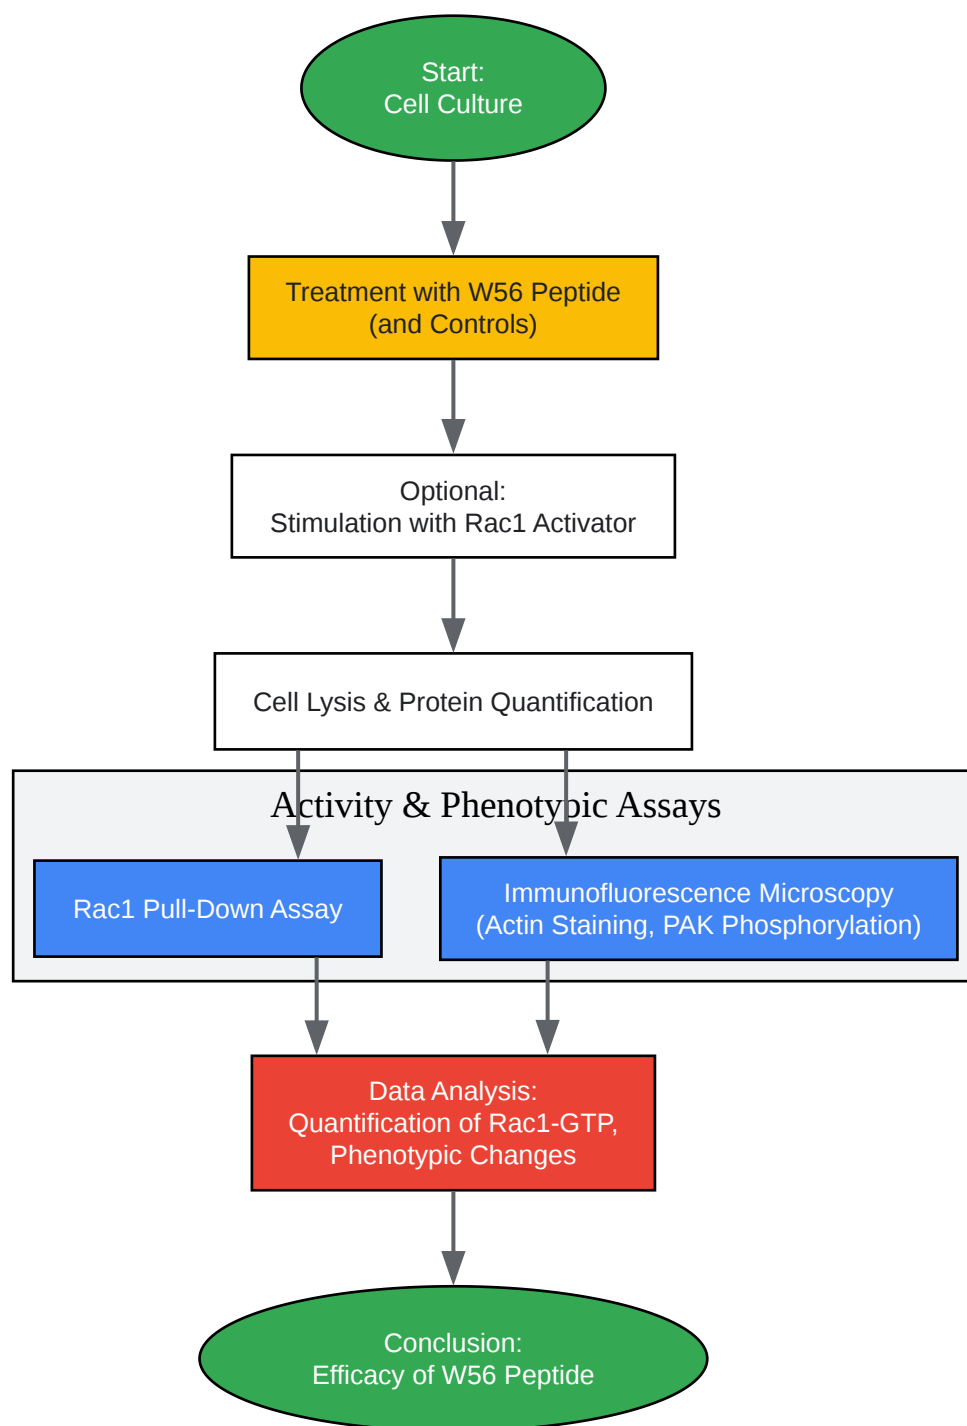 Start:
Cell Culture
Treatment with W56 Peptide
(and Controls)
Optional:
Stimulation with Rac1 Activator
Cell Lysis & Protein Quantification
Activity & Phenotypic Assays
Rac1 Pull-Down Assay
Immunofluorescence Microscopy
(Actin Staining, PAK Phosphorylation)
Data Analysis:
Quantification of Rac1-GTP,
Phenotypic Changes
Conclusion:
Efficacy of W56 Peptide